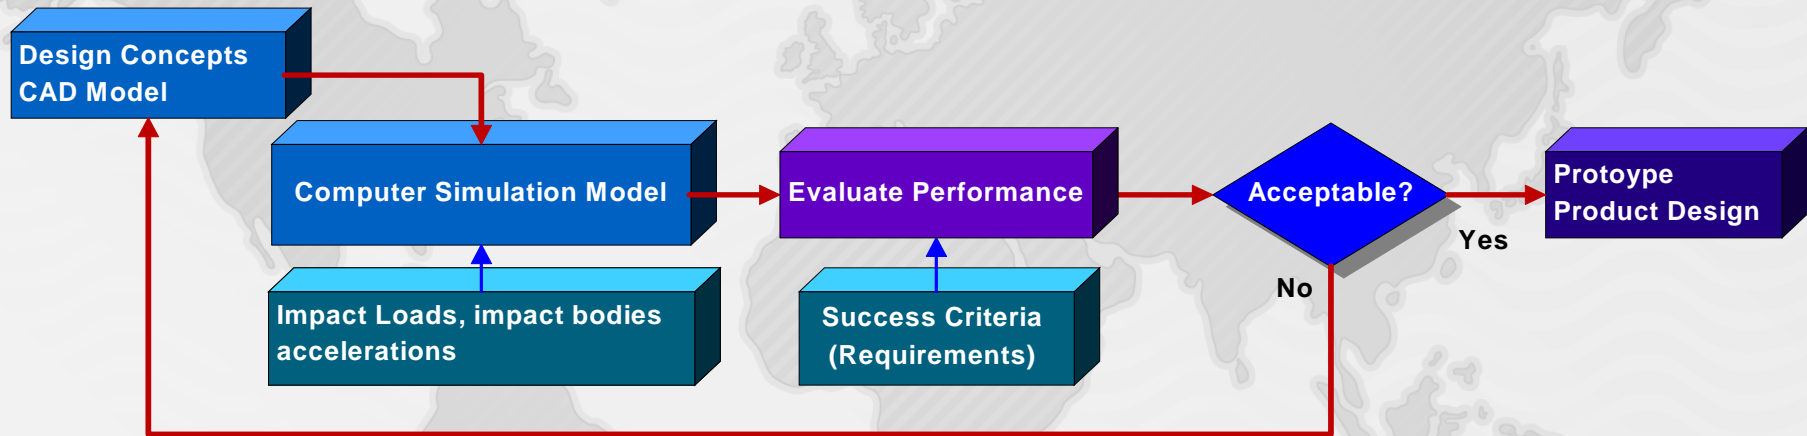 Design Concepts
CAD Model
Computer Simulation Model
Evaluate Performance
Acceptable?
Protoype
Product Design
Yes
No
Impact Loads, impact bodies
accelerations
Success Criteria
(Requirements)